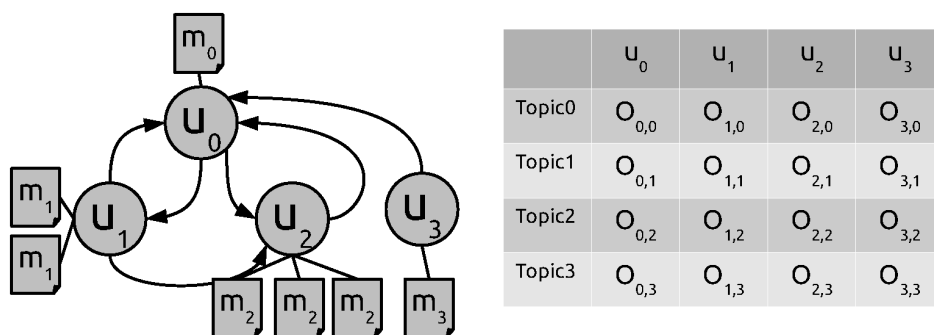 m₀
u₀
m₁
m₁
u₁
u₂
u₃
m₂ m₂ m₂ m₃
u₀ u₁ u₂ u₃
Topic0 O₀,₀ O₁,₀ O₂,₀ O₃,₀
Topic1 O₀,₁ O₁,₁ O₂,₁ O₃,₁
Topic2 O₀,₂ O₁,₂ O₂,₂ O₃,₂
Topic3 O₀,₃ O₁,₃ O₂,₃ O₃,₃